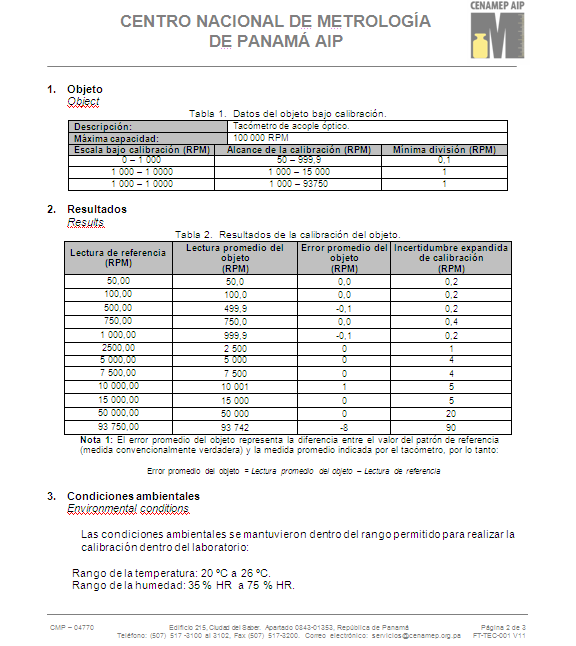 CENTRO NACIONAL DE METROLOGÍA
DE PANAMÁ AIP
CENAMEP AIP
1. Objeto
Object
Tabla 1. Datos del objeto bajo calibración.
Descripción: Tacómetro de acople óptico.
Máxima capacidad: 100 000 RPM
Escala bajo calibración (RPM) Alcance de la calibración (RPM) Mínima división (RPM)
0 – 1 000 50 – 999,9 0,1
1 000 – 1 0000 1 000 – 15 000 1
1 000 – 1 0000 1 000 – 93750 1
2. Resultados
Results
Tabla 2. Resultados de la calibración del objeto.
Lectura de referencia (RPM) Lectura promedio del objeto (RPM) Error promedio del objeto (RPM) Incertidumbre expandida de calibración (RPM)
50,00 50,0 0,0 0,2
100,00 100,0 0,0 0,2
500,00 499,9 -0,1 0,2
750,00 750,0 0,0 0,4
1 000,00 999,9 -0,1 0,2
2500,00 2 500 0 1
5 000,00 5 000 0 4
7 500,00 7 500 0 4
10 000,00 10 001 1 5
15 000,00 15 000 0 5
50 000,00 50 000 0 20
93 750,00 93 742 -8 90
Nota 1: El error promedio del objeto representa la diferencia entre el valor del patrón de referencia
(medida convencionalmente verdadera) y la medida promedio indicada por el tacómetro, por lo tanto:
Error promedio del objeto = Lectura promedio del objeto – Lectura de referencia
3. Condiciones ambientales
Environmental conditions
Las condiciones ambientales se mantuvieron dentro del rango permitido para realizar la
calibración dentro del laboratorio:
Rango de la temperatura: 20 ºC a 26 ºC.
Rango de la humedad: 35 % HR a 75 % HR.
CMP – 04770 Edificio 215, Ciudad del Saber. Apartado 0843-01353, República de Panamá Página 2 de 3
Teléfono: (507) 517 -3100 al 3102, Fax (507) 517-3200. Correo electrónico: servicios@cenamep.org.pa FT-TEC-001 V11